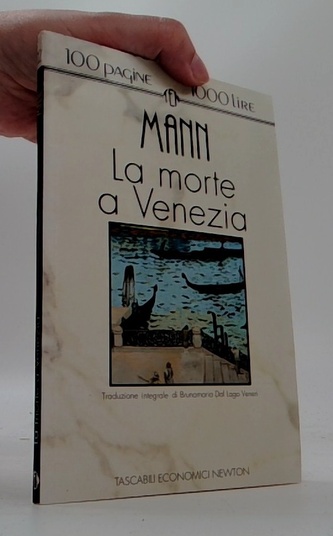 100 PAGINE 1000 LIRE
MANN
La morte
a Venezia
Traduzione integrale di Brunamaria Dal Lago Veneri
TASCABILI ECONOMICI NEWTON